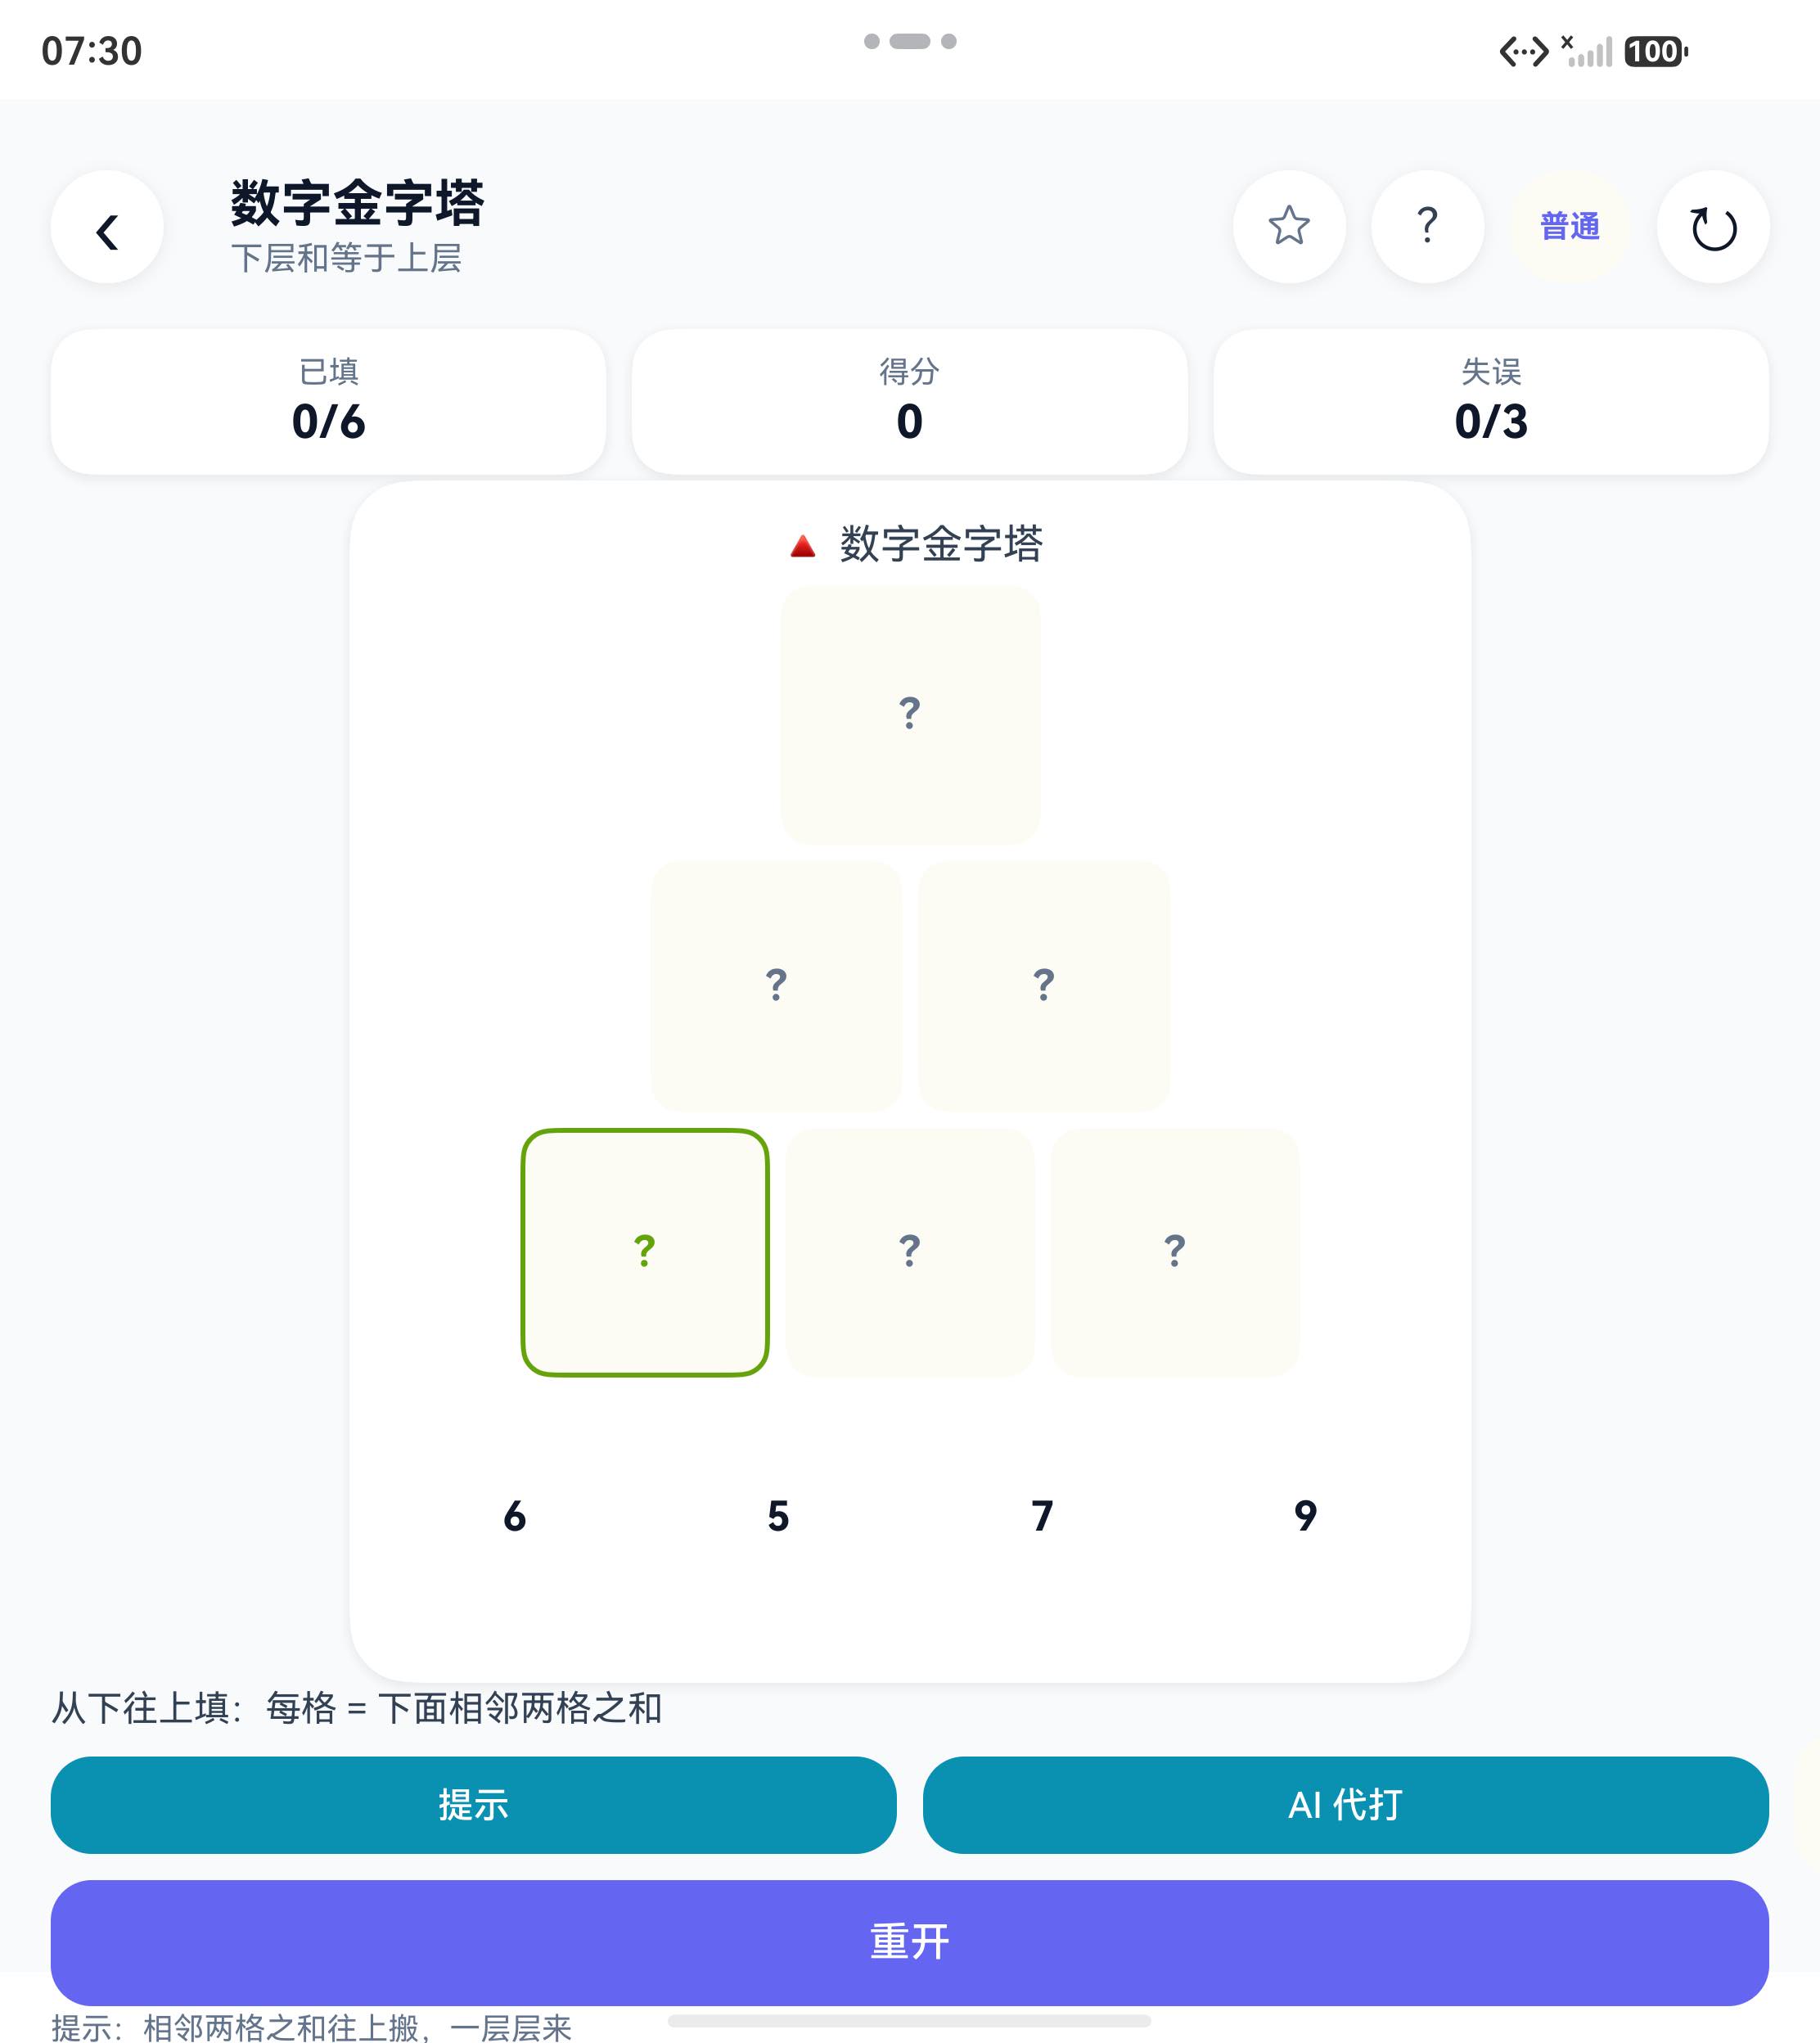 07:30
100
数字金字塔
下层和等于上层
?
普通
已填
0/6
得分
0
失误
0/3
数字金字塔
?
? ?
? ? ?
6 5 7 9
从下往上填：每格 = 下面相邻两格之和
提示
AI 代打
重开
提示：相邻两格之和往上搬，一层层来